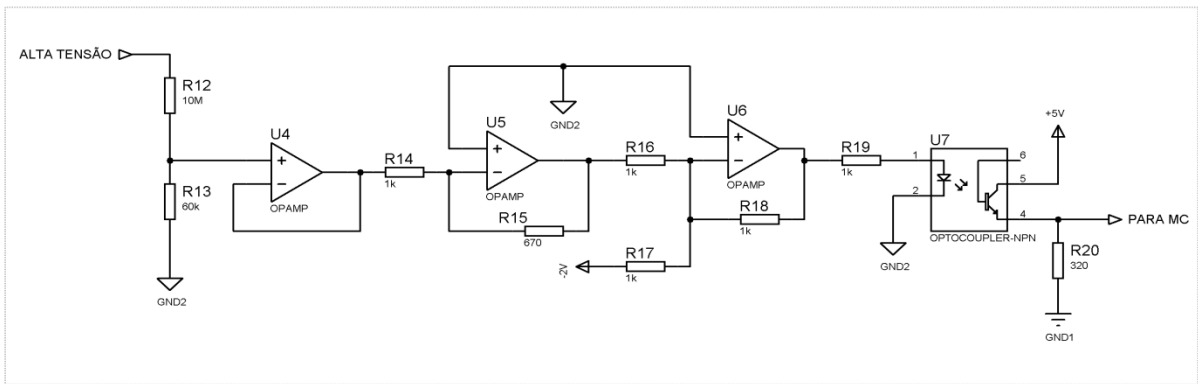 ALTA TENSÃO
R12
10M
R13
60k
GND2
U4
+
-
OPAMP
R14
1k
U5
+
-
OPAMP
R15
670
GND2
R16
1k
-2V
R17
1k
U6
+
-
OPAMP
R18
1k
R19
1k
GND2
U7
1
2
6
5
4
OPTOCOUPLER-NPN
+5V
PARA MC
R20
320
GND1